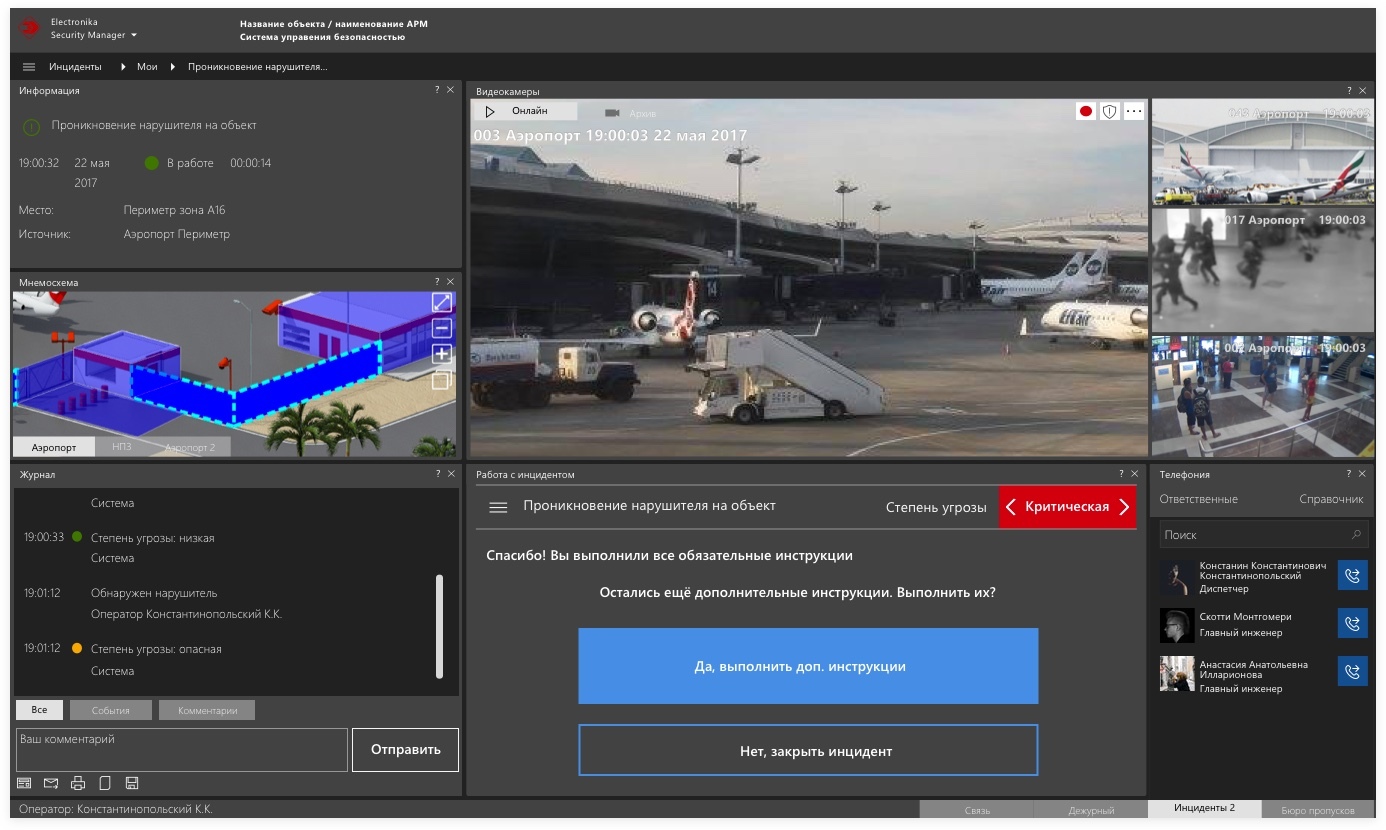 Electronika
Security Manager
Название объекта / наименование АРМ
Система управения безопасностью
Инциденты
Мои
Проникновение нарушителя...
Информация
?
Проникновение нарушителя на объект
19:00:32
22 мая
2017
В работе
00:00:14
Место:
Периметр зона А16
Источник:
Аэропорт Периметр
Мнемосхема
?
Аэропорт
НПЗ
Аэропорт 2
Журнал
?
Система
19:00:33
Степень угрозы: низкая
Система
19:01:12
Обнаружен нарушитель
Оператор Константинопольский К.К.
19:01:12
Степень угрозы: опасная
Система
Все
События
Комментарии
Ваш комментарий
Отправить
Видеокамеры
?
Онлайн
Архив
003 Аэропорт 19:00:03 22 мая 2017
14
UTair
Аэропорт 19:00:03
017 Аэропорт 19:00:03
002 Аэропорт 19:00:03
Работа с инцидентом
?
Проникновение нарушителя на объект
Степень угрозы
Критическая
Спасибо! Вы выполнили все обязательные инструкции
Остались ещё дополнительные инструкции. Выполнить их?
Да, выполнить доп. инструкции
Нет, закрыть инцидент
Телефония
?
Ответственные
Справочник
Поиск
Констанин Константинович
Константинопольский
Диспетчер
Скотти Монтгомери
Главный инженер
Анастасия Анатольевна
Илларионова
Главный инженер
Оператор: Константинопольский К.К.
Связь
Дежурный
Инциденты 2
Бюро пропусков